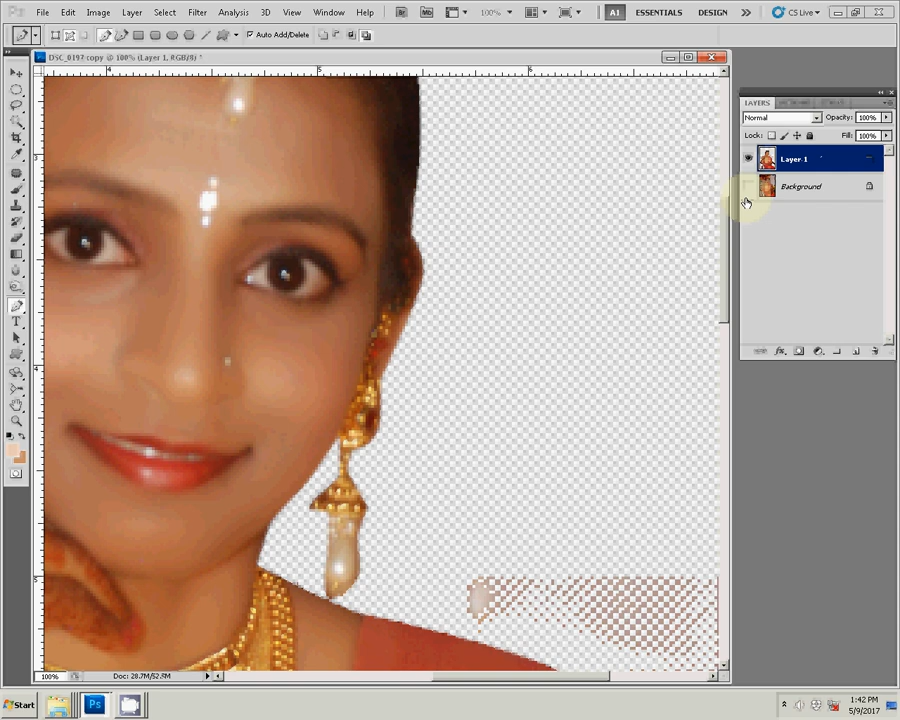 File Edit Image Layer Select Filter Analysis 3D View Window Help
100%
ESSENTIALS
DESIGN
CS Live
Auto Add/Delete
DSC_0197 copy @ 100% (Layer 1, RGB/8) *
LAYERS
Normal
Opacity: 100%
Lock:
Fill: 100%
Layer 1
Background
100%
Doc: 28.7M/52.9M
Start
1:42 PM
5/9/2017